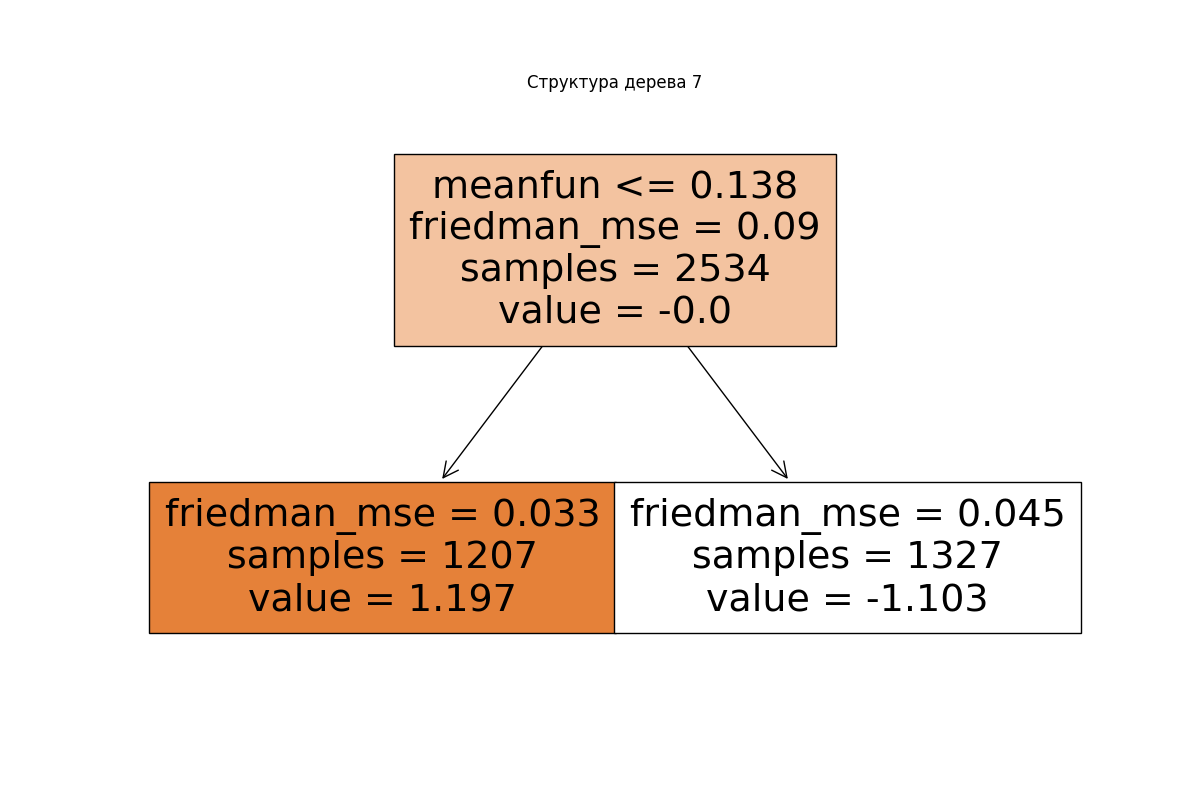 Структура дерева 7
meanfun <= 0.138
friedman_mse = 0.09
samples = 2534
value = -0.0
friedman_mse = 0.033
samples = 1207
value = 1.197
friedman_mse = 0.045
samples = 1327
value = -1.103